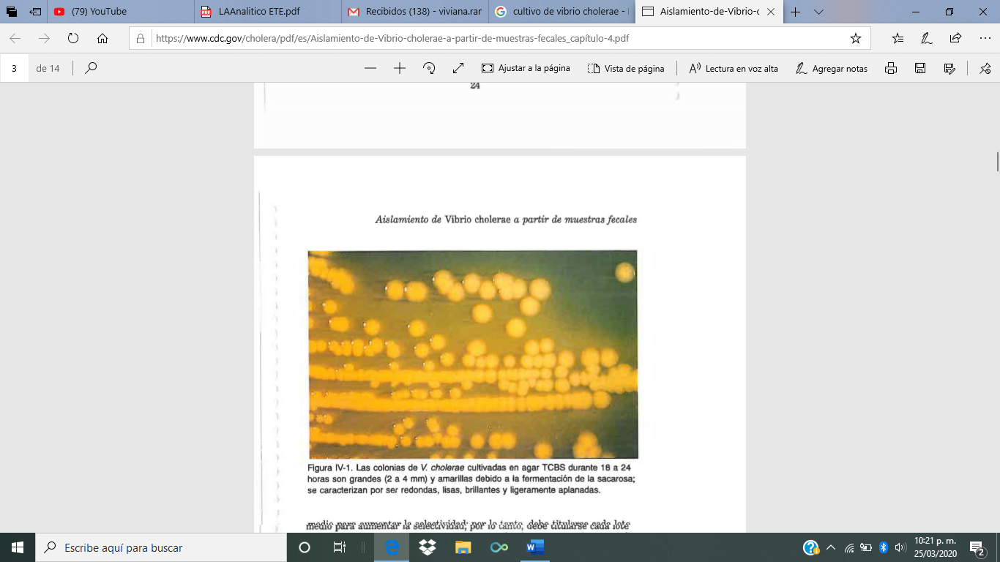 (79) YouTube
LAAnalitico ETE.pdf
Recibidos (138) - viviana.rar
cultivo de vibrio cholerae -
Aislamiento-de-Vibrio-c
https://www.cdc.gov/cholera/pdf/es/Aislamiento-de-Vibrio-cholerae-a-partir-de-muestras-fecales_capítulo-4.pdf
3 de 14
Ajustar a la página
Vista de página
Lectura en voz alta
Agregar notas
24
Aislamiento de Vibrio cholerae a partir de muestras fecales
Figura IV-1. Las colonias de V. cholerae cultivadas en agar TCBS durante 18 a 24
horas son grandes (2 a 4 mm) y amarillas debido a la fermentación de la sacarosa;
se caracterizan por ser redondas, lisas, brillantes y ligeramente aplanadas.
medio para aumentar la selectividad; por lo tanto, debe titularse cada lote
Escribe aquí para buscar
10:21 p. m.
25/03/2020
2